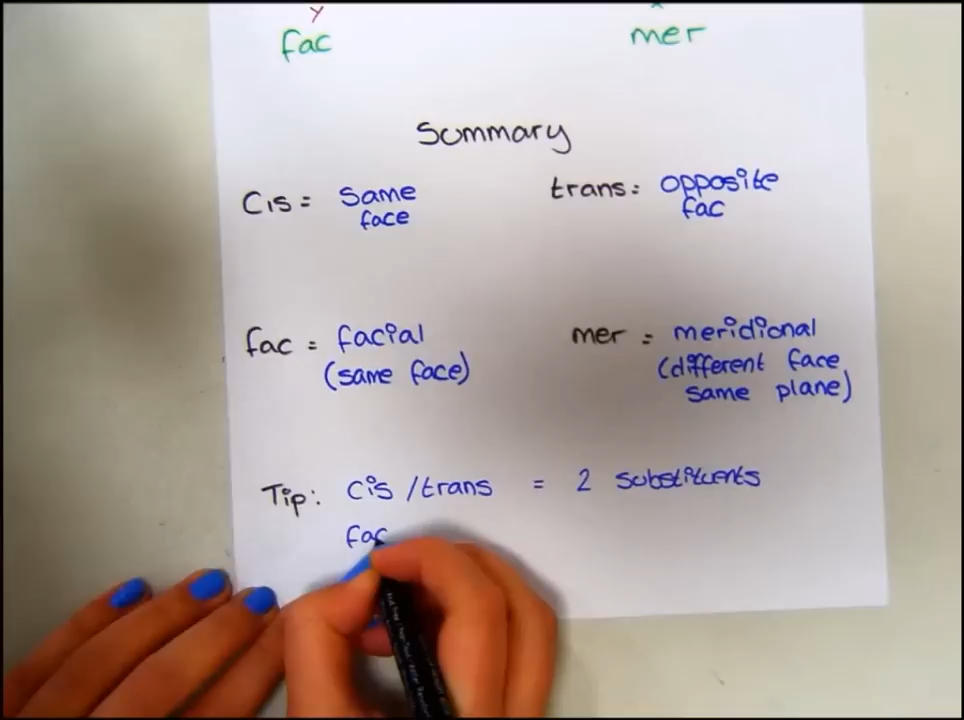 y
fac mer
Summary
Cis = Same face
trans: opposite fac
fac = facial (same face)
mer = meridional (different face same plane)
Tip: cis /trans = 2 substituents
fac